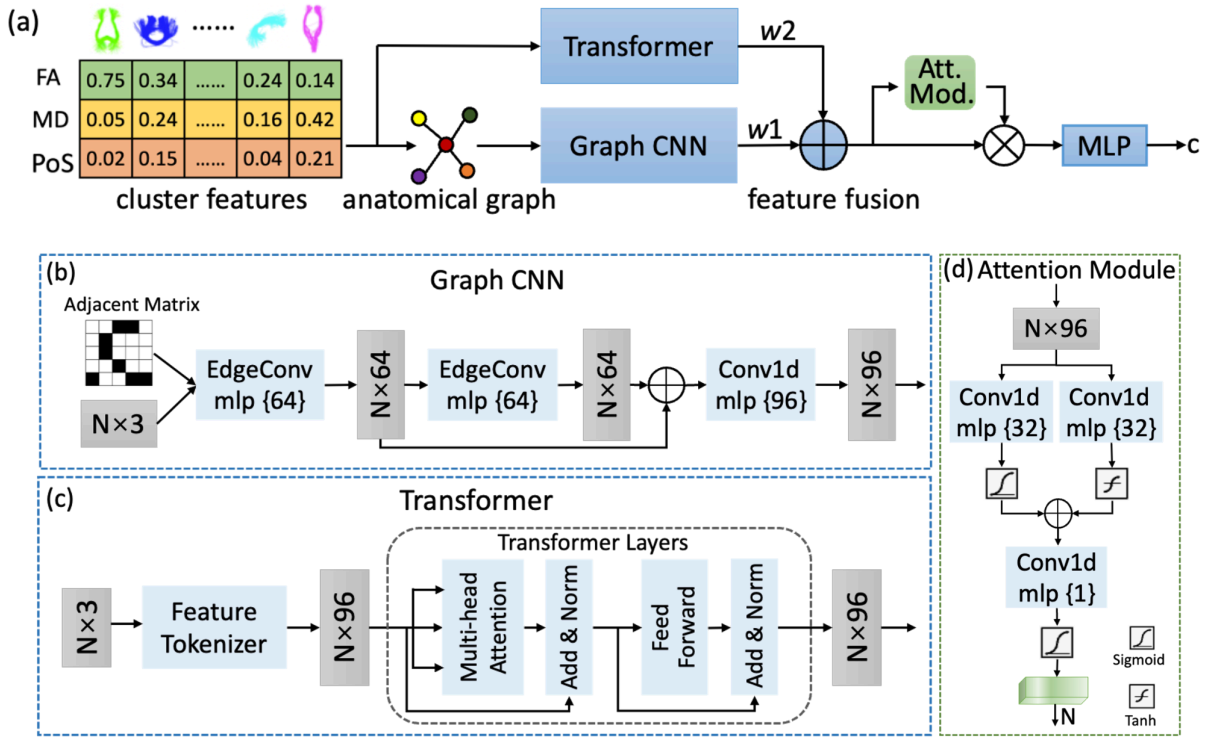 (a)
......
FA 0.75 0.34 ...... 0.24 0.14
MD 0.05 0.24 ...... 0.16 0.42
PoS 0.02 0.15 ...... 0.04 0.21
cluster features
anatomical graph
Transformer
w2
Graph CNN
w1
feature fusion
Att.
Mod.
MLP
c
(b)
Graph CNN
Adjacent Matrix
N×3
EdgeConv
mlp {64}
N×64
EdgeConv
mlp {64}
N×64
Conv1d
mlp {96}
N×96
(c)
Transformer
Transformer Layers
N×3
Feature
Tokenizer
N×96
Multi-head
Attention
Add & Norm
Feed
Forward
Add & Norm
N×96
(d) Attention Module
N×96
Conv1d
mlp {32}
Conv1d
mlp {32}
Conv1d
mlp {1}
Sigmoid
Tanh
N